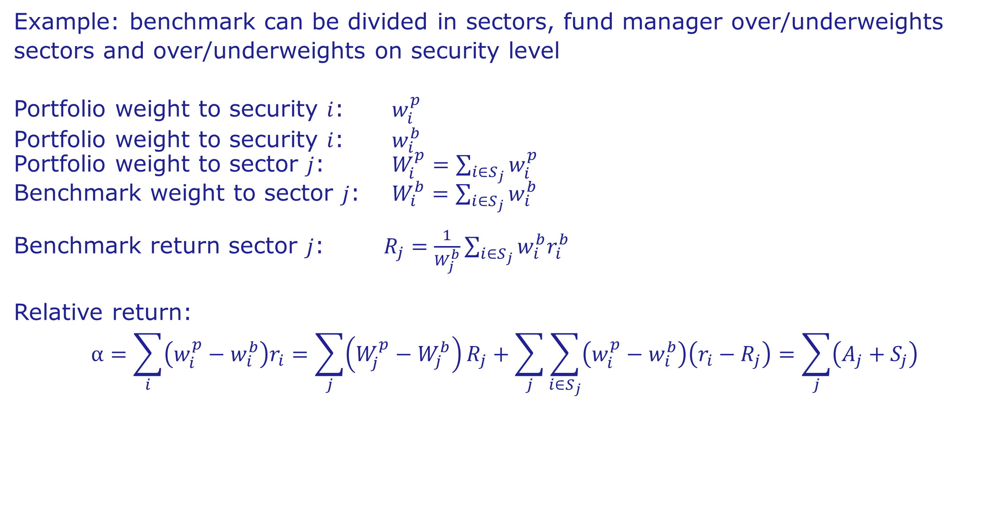 Example: benchmark can be divided in sectors, fund manager over/underweights
sectors and over/underweights on security level
Portfolio weight to security $i$: $w_i^p$
Portfolio weight to security $i$: $w_i^b$
Portfolio weight to sector $j$: $W_i^p = \sum_{i \in S_j} w_i^p$
Benchmark weight to sector $j$: $W_i^b = \sum_{i \in S_j} w_i^b$
Benchmark return sector $j$: $R_j = \frac{1}{W_j^b} \sum_{i \in S_j} w_i^b r_i^b$
Relative return:
$\alpha = \sum_i (w_i^p - w_i^b) r_i = \sum_j (W_j^p - W_j^b) R_j + \sum_j \sum_{i \in S_j} (w_i^p - w_i^b)(r_i - R_j) = \sum_j (A_j + S_j)$